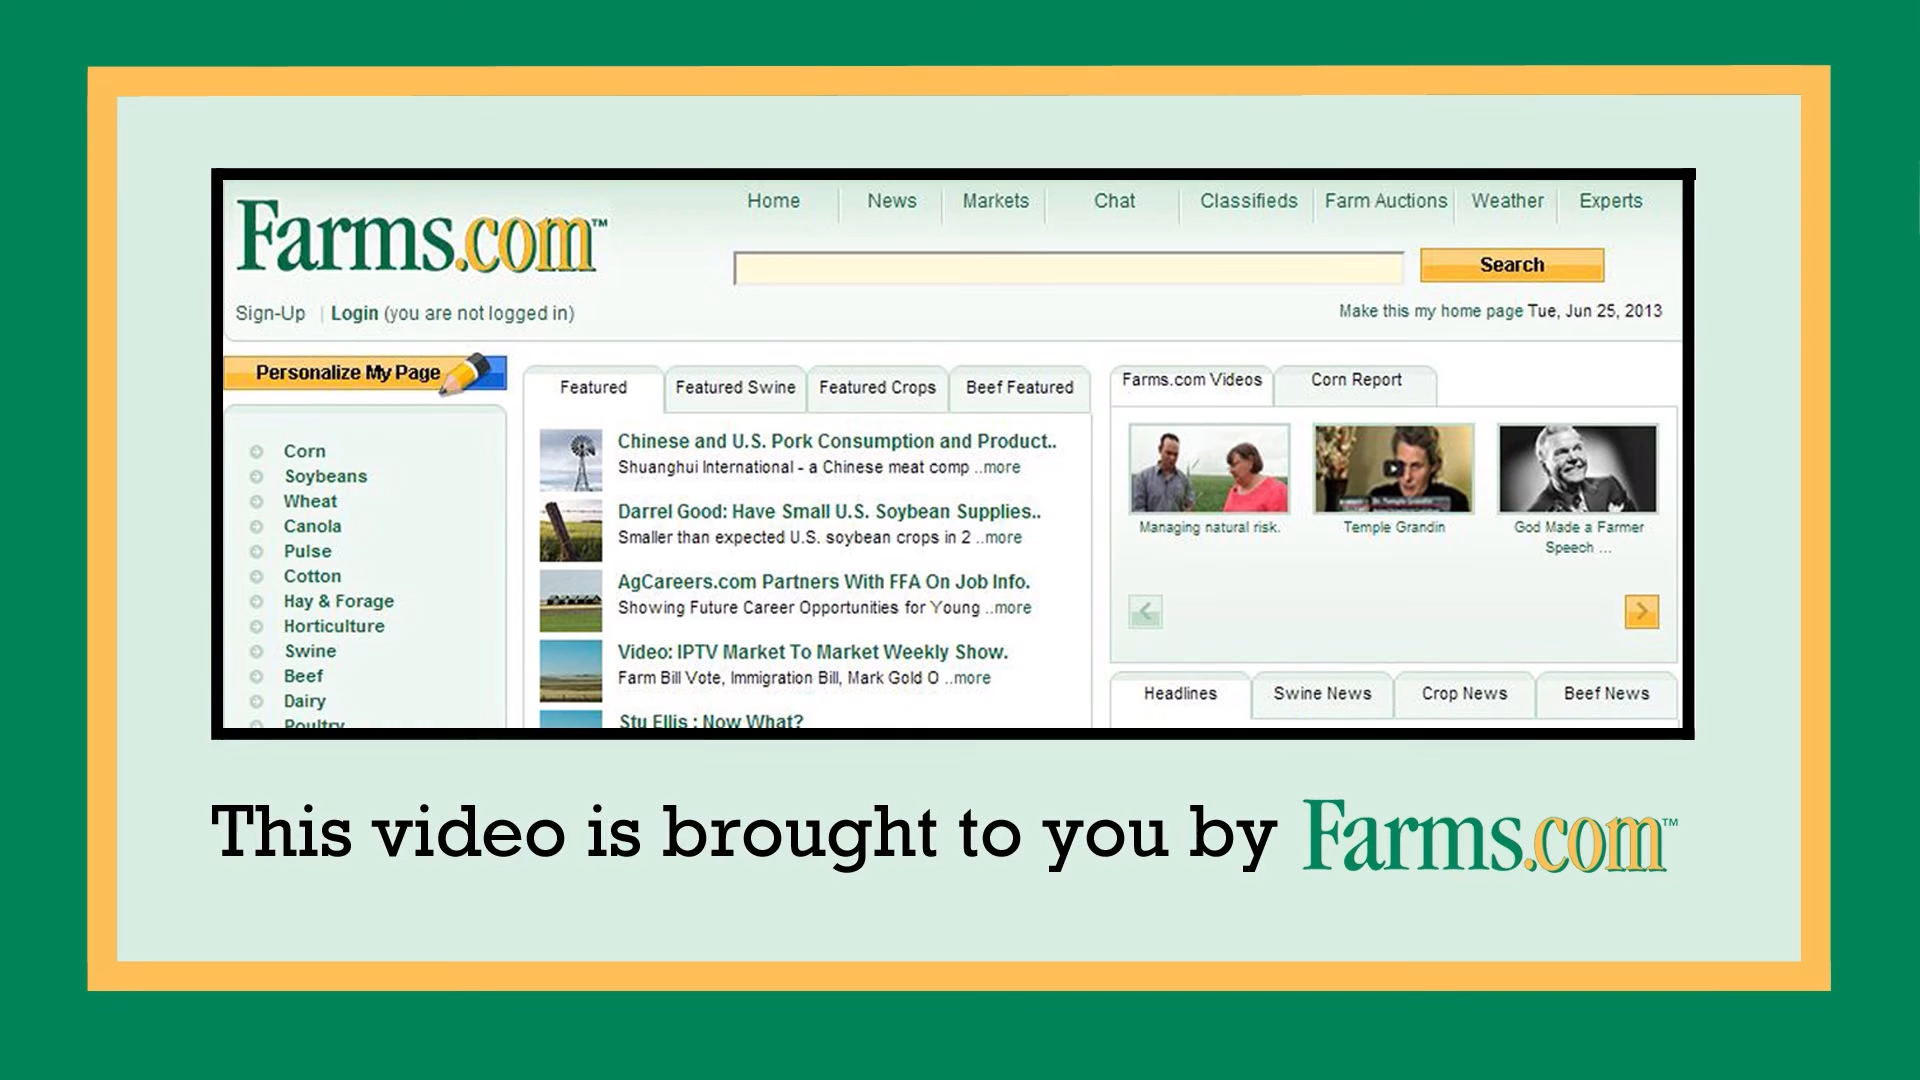 Farms.com™
Home News Markets Chat Classifieds Farm Auctions Weather Experts
Search
Sign-Up | Login (you are not logged in)
Make this my home page Tue, Jun 25, 2013
Personalize My Page
Corn
Soybeans
Wheat
Canola
Pulse
Cotton
Hay & Forage
Horticulture
Swine
Beef
Dairy
Poultry
Featured Featured Swine Featured Crops Beef Featured
Chinese and U.S. Pork Consumption and Product..
Shuanghui International - a Chinese meat comp ..more
Darrel Good: Have Small U.S. Soybean Supplies..
Smaller than expected U.S. soybean crops in 2 ..more
AgCareers.com Partners With FFA On Job Info.
Showing Future Career Opportunities for Young ..more
Video: IPTV Market To Market Weekly Show.
Farm Bill Vote, Immigration Bill, Mark Gold O ..more
Stu Ellis : Now What?
Farms.com Videos Corn Report
Managing natural risk.
Temple Grandin
God Made a Farmer
Speech ...
Headlines Swine News Crop News Beef News
This video is brought to you by Farms.com™